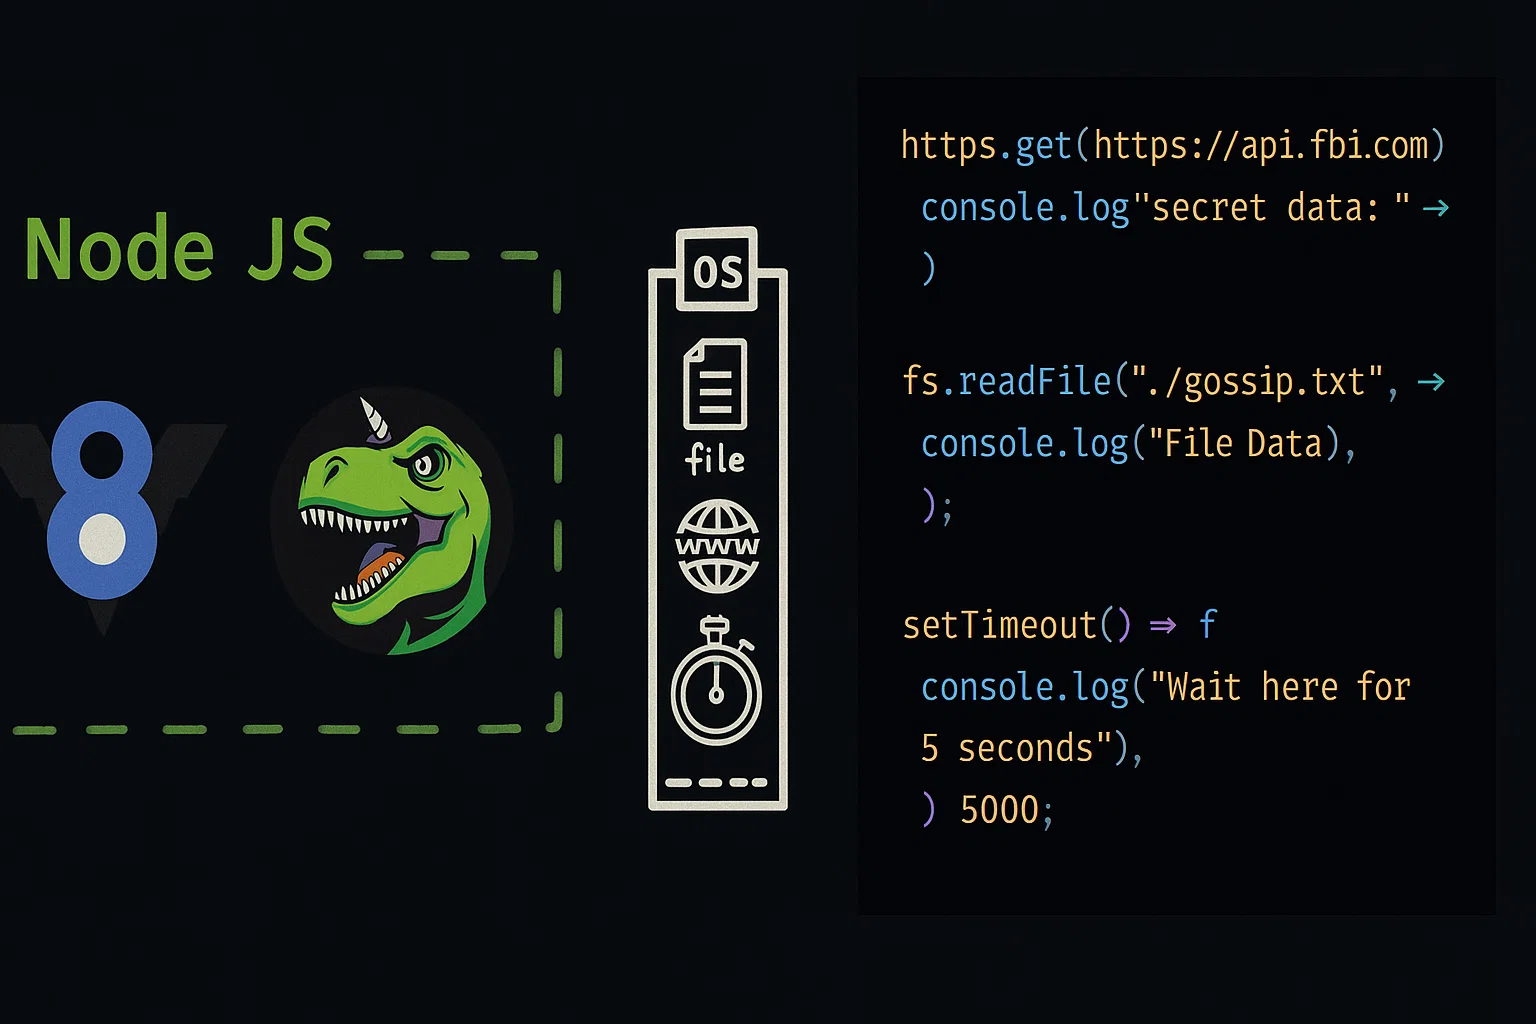 Node JS
8
OS
file
www
https.get(https://api.fbi.com)
console.log"secret data: " →
)
fs.readFile("./gossip.txt", →
console.log("File Data),
);
setTimeout() ⇒ f
console.log("Wait here for
5 seconds"),
) 5000;